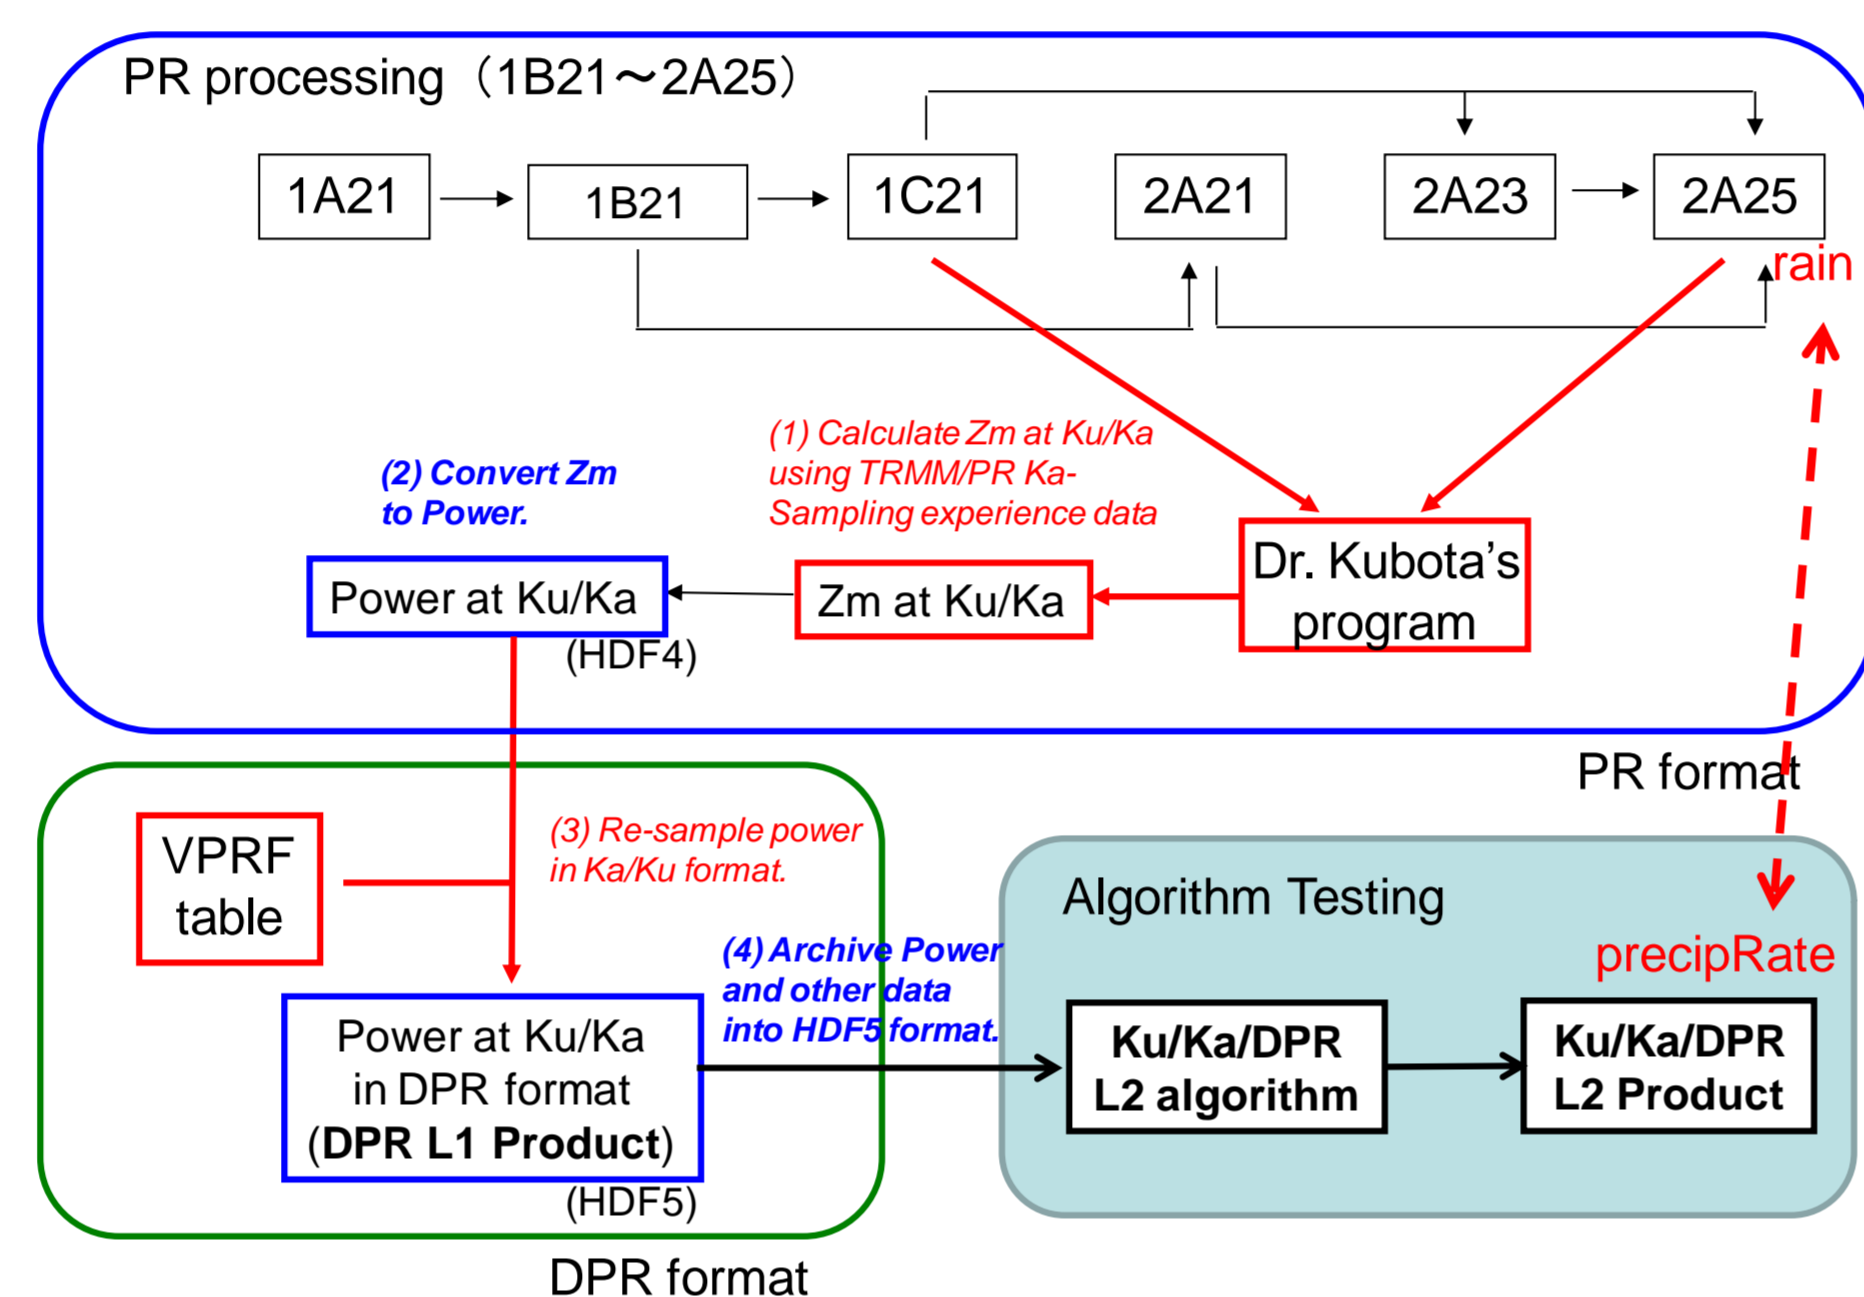 PR processing（1B21～2A25）
1A21
1B21
1C21
2A21
2A23
2A25
rain
(1) Calculate Zm at Ku/Ka
using TRMM/PR Ka-
Sampling experience data
(2) Convert Zm
to Power.
Power at Ku/Ka
(HDF4)
Zm at Ku/Ka
Dr. Kubota’s
program
PR format
VPRF
table
(3) Re-sample power
in Ka/Ku format.
(4) Archive Power
and other data
into HDF5 format.
Power at Ku/Ka
in DPR format
(DPR L1 Product)
(HDF5)
DPR format
Algorithm Testing
precipRate
Ku/Ka/DPR
L2 algorithm
Ku/Ka/DPR
L2 Product